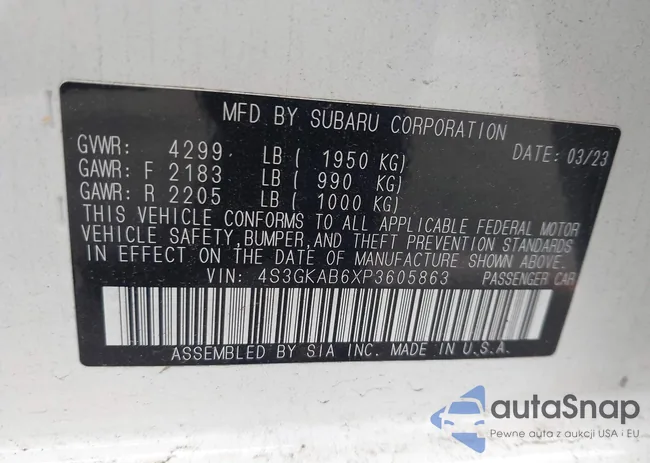 MFD BY SUBARU CORPORATION
GVWR: 4299 LB ( 1950 KG) DATE: 03/23
GAWR: F 2183 LB ( 990 KG)
GAWR: R 2205 LB ( 1000 KG)
THIS VEHICLE CONFORMS TO ALL APPLICABLE FEDERAL MOTOR
VEHICLE SAFETY, BUMPER, AND THEFT PREVENTION STANDARDS
IN EFFECT ON THE DATE OF MANUFACTURE SHOWN ABOVE.
VIN: 4S3GKAB6XP3605863 PASSENGER CAR
ASSEMBLED BY SIA INC. MADE IN U.S.A.
autoSnap
Pewne auta z aukcji USA i EU